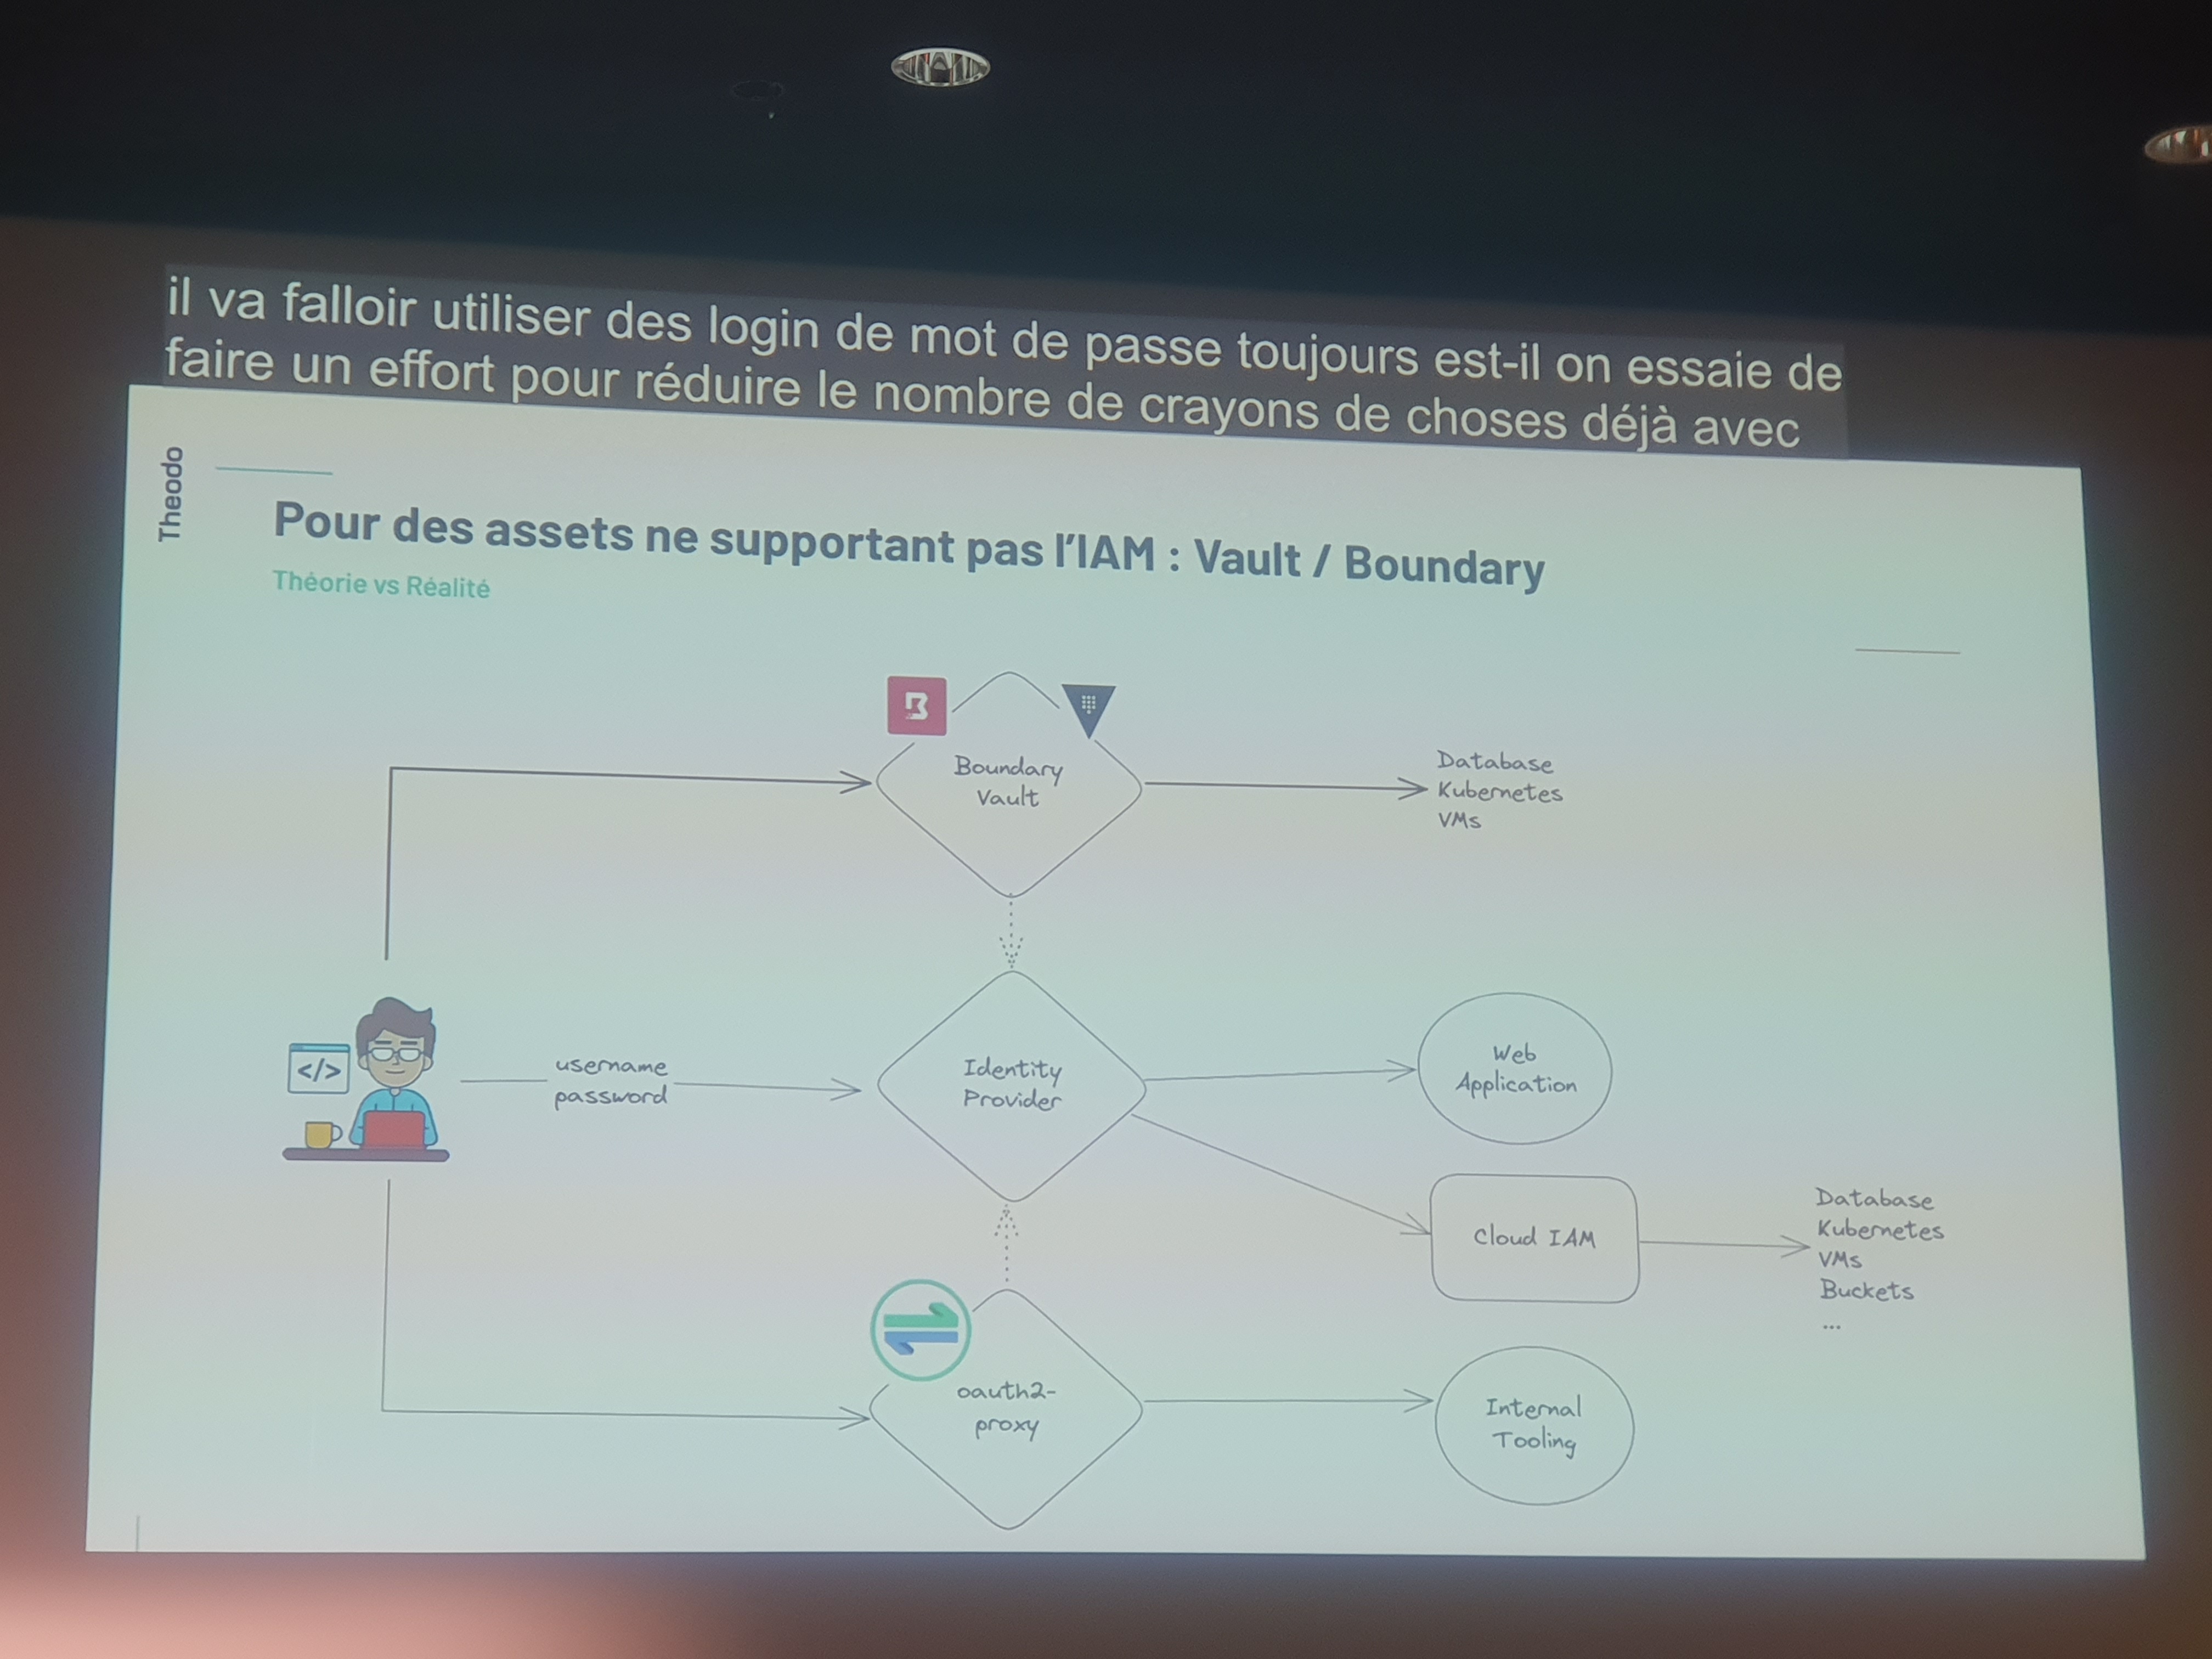 il va falloir utiliser des login de mot de passe toujours est-il on essaie de
faire un effort pour réduire le nombre de crayons de choses déjà avec
Theodo
Pour des assets ne supportant pas l'IAM : Vault / Boundary
Théorie vs Réalité
B
Boundary
Vault
Database
Kubernetes
VMs
</>
username
password
Identity
Provider
Web
Application
Cloud IAM
Database
Kubernetes
VMs
Buckets
...
oauth2-
proxy
Internal
Tooling